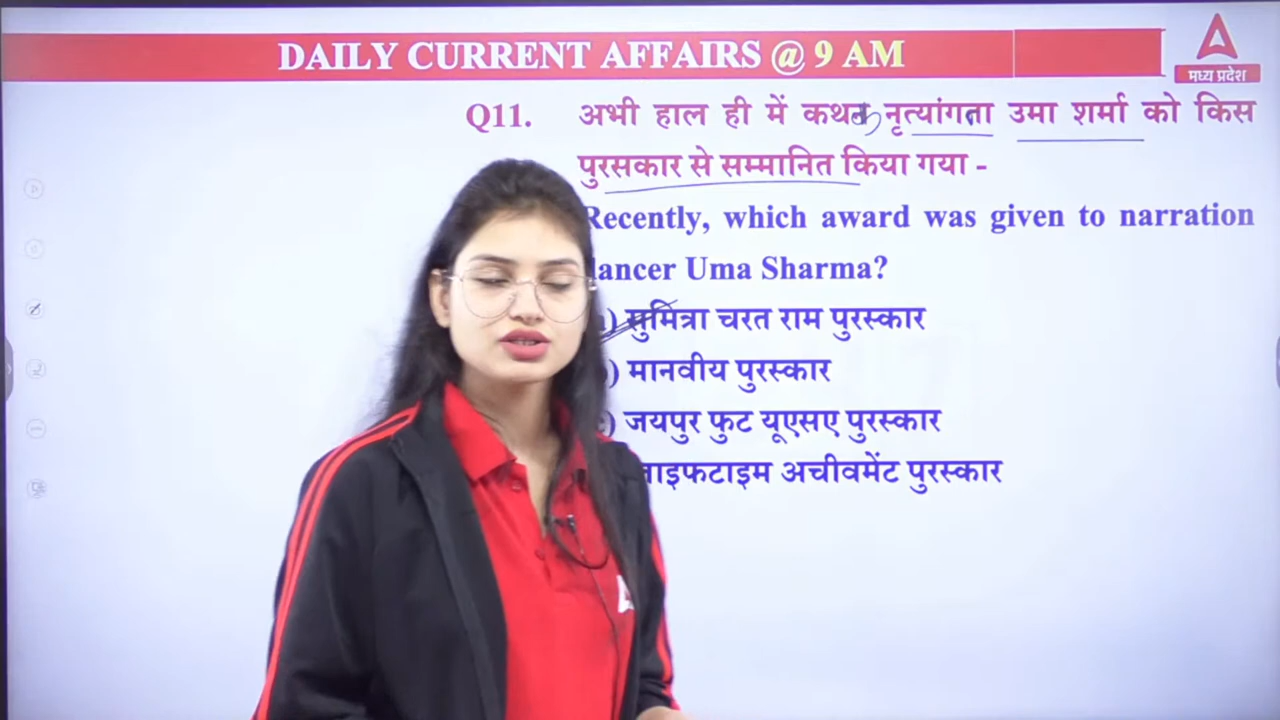 DAILY CURRENT AFFAIRS @ 9 AM
मध्य प्रदेश
Q11. अभी हाल ही में कथक नृत्यांगना उमा शर्मा को किस
पुरसकार से सम्मानित किया गया -
Recently, which award was given to narration
dancer Uma Sharma?
सुमित्रा चरत राम पुरस्कार
मानवीय पुरस्कार
जयपुर फुट यूएसए पुरस्कार
अचीवमेंट पुरस्कार